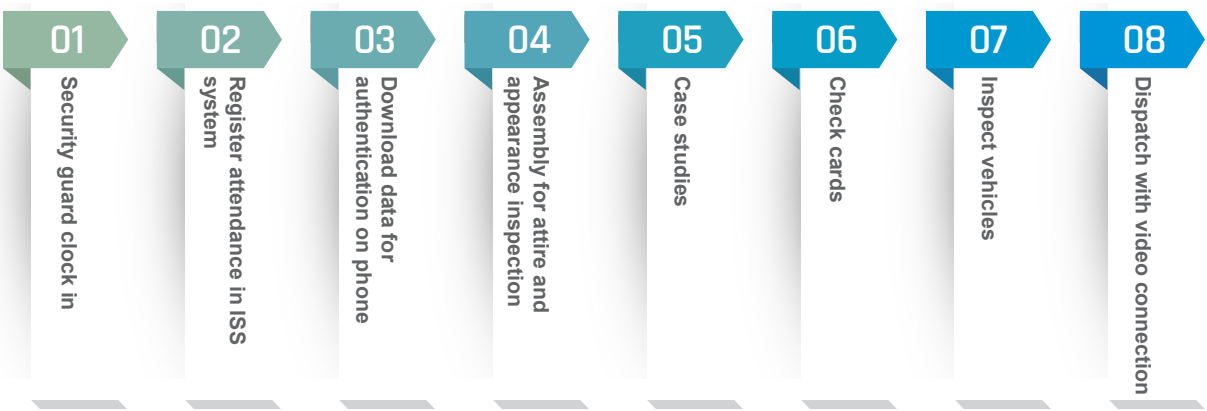 01
Security guard clock in
02
Register attendance in ISS
system
03
Download data for
authentication on phone
04
Assembly for attire and
appearance inspection
05
Case studies
06
Check cards
07
Inspect vehicles
08
Dispatch with video connection